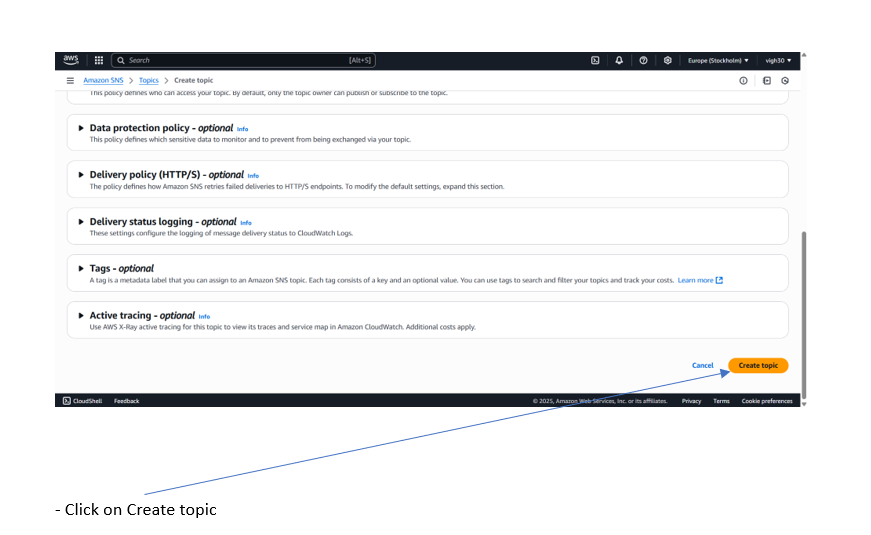 aws Search [Alt+S] Europe (Stockholm) ▼ vigh30 ▼
Amazon SNS > Topics > Create topic
This policy defines who can access your topic. By default, only the topic owner can publish or subscribe to the topic.
Data protection policy - optional Info
This policy defines which sensitive data to monitor and to prevent from being exchanged via your topic.
Delivery policy (HTTP/S) - optional Info
The policy defines how Amazon SNS retries failed deliveries to HTTP/S endpoints. To modify the default settings, expand this section.
Delivery status logging - optional Info
These settings configure the logging of message delivery status to CloudWatch Logs.
Tags - optional
A tag is a metadata label that you can assign to an Amazon SNS topic. Each tag consists of a key and an optional value. You can use tags to search and filter your topics and track your costs. Learn more
Active tracing - optional Info
Use AWS X-Ray active tracing for this topic to view its traces and service map in Amazon CloudWatch. Additional costs apply.
Cancel Create topic
CloudShell Feedback © 2025, Amazon Web Services, Inc. or its affiliates. Privacy Terms Cookie preferences
- Click on Create topic